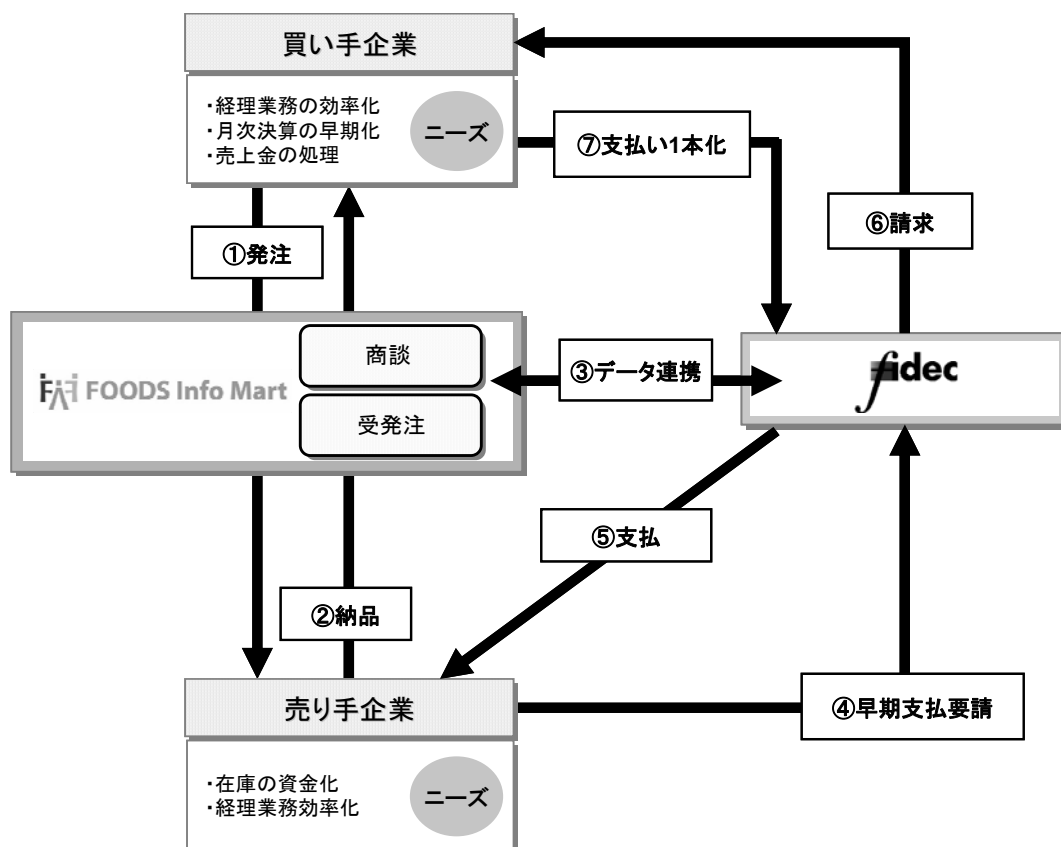 買い手企業
・経理業務の効率化
・月次決算の早期化
・売上金の処理
ニーズ
⑦支払い1本化
⑥請求
①発注
商談
FOODS Info Mart
受発注
③データ連携
fidec
⑤支払
②納品
売り手企業
④早期支払要請
・在庫の資金化
・経理業務効率化
ニーズ